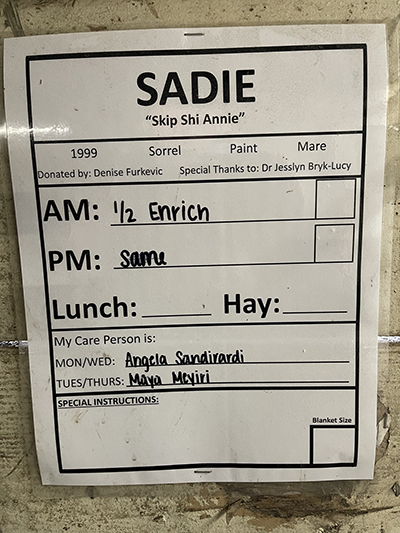 SADIE
"Skip Shi Annie"
1999 Sorrel Paint Mare
Donated by: Denise Furkevic Special Thanks to: Dr Jesslyn Bryk-Lucy
AM: 1/2 Enrich
PM: Same
Lunch: Hay:
My Care Person is:
MON/WED: Angela Sandirardi
TUES/THURS: Maya Meyiri
SPECIAL INSTRUCTIONS:
Blanket Size